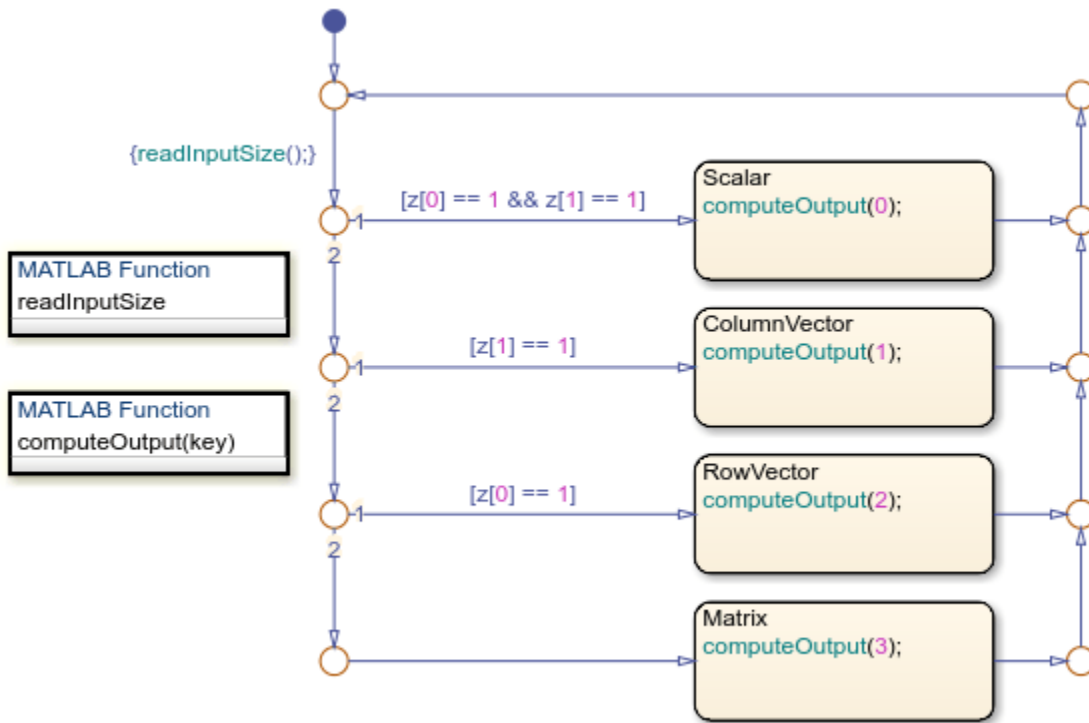 {readInputSize();}
[z[0] == 1 && z[1] == 1]
Scalar
computeOutput(0);
1
2
MATLAB Function
readInputSize
[z[1] == 1]
ColumnVector
computeOutput(1);
1
2
MATLAB Function
computeOutput(key)
[z[0] == 1]
RowVector
computeOutput(2);
1
2
Matrix
computeOutput(3);